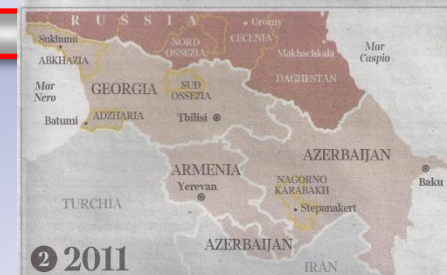 RUSSIA
Grozny
Sukhumi
NORD
OSSEZIA
CECENIA
ABKHAZIA
Makhachkala
Mar
Caspio
DAGHESTAN
Mar
Nero
GEORGIA
SUD
OSSEZIA
Batumi
ADZHARIA
Tbilisi
ARMENIA
Yerevan
AZERBAIJAN
NAGORNO
KARABAKH
Baku
Stepanakert
TURCHIA
AZERBAIJAN
IRAN
2 2011